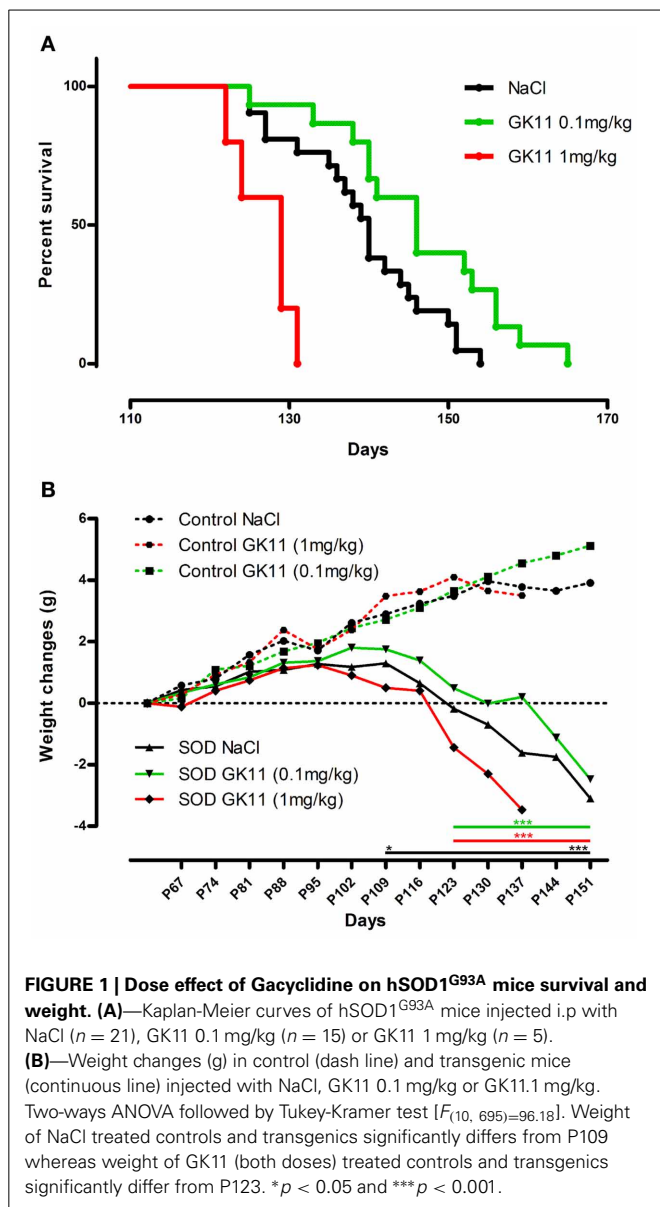 A
100
50
0
Percent survival
NaCl
GK11 0.1mg/kg
GK11 1mg/kg
110
130
150
170
Days
B
6
4
2
0
-2
-4
Weight changes (g)
Control NaCl
Control GK11 (1mg/kg)
Control GK11 (0.1mg/kg)
SOD NaCl
SOD GK11 (0.1mg/kg)
SOD GK11 (1mg/kg)
***
***
* ***
P67
P74
P81
P88
P95
P102
P109
P116
P123
P130
P137
P144
P151
Days
FIGURE 1 | Dose effect of Gacyclidine on hSOD1G93A mice survival and
weight. (A)—Kaplan-Meier curves of hSOD1G93A mice injected i.p with
NaCl (n = 21), GK11 0.1 mg/kg (n = 15) or GK11 1 mg/kg (n = 5).
(B)—Weight changes (g) in control (dash line) and transgenic mice
(continuous line) injected with NaCl, GK11 0.1 mg/kg or GK11.1 mg/kg.
Two-ways ANOVA followed by Tukey-Kramer test [F(10, 695)=96.18]. Weight
of NaCl treated controls and transgenics significantly differs from P109
whereas weight of GK11 (both doses) treated controls and transgenics
significantly differ from P123. *p < 0.05 and ***p < 0.001.